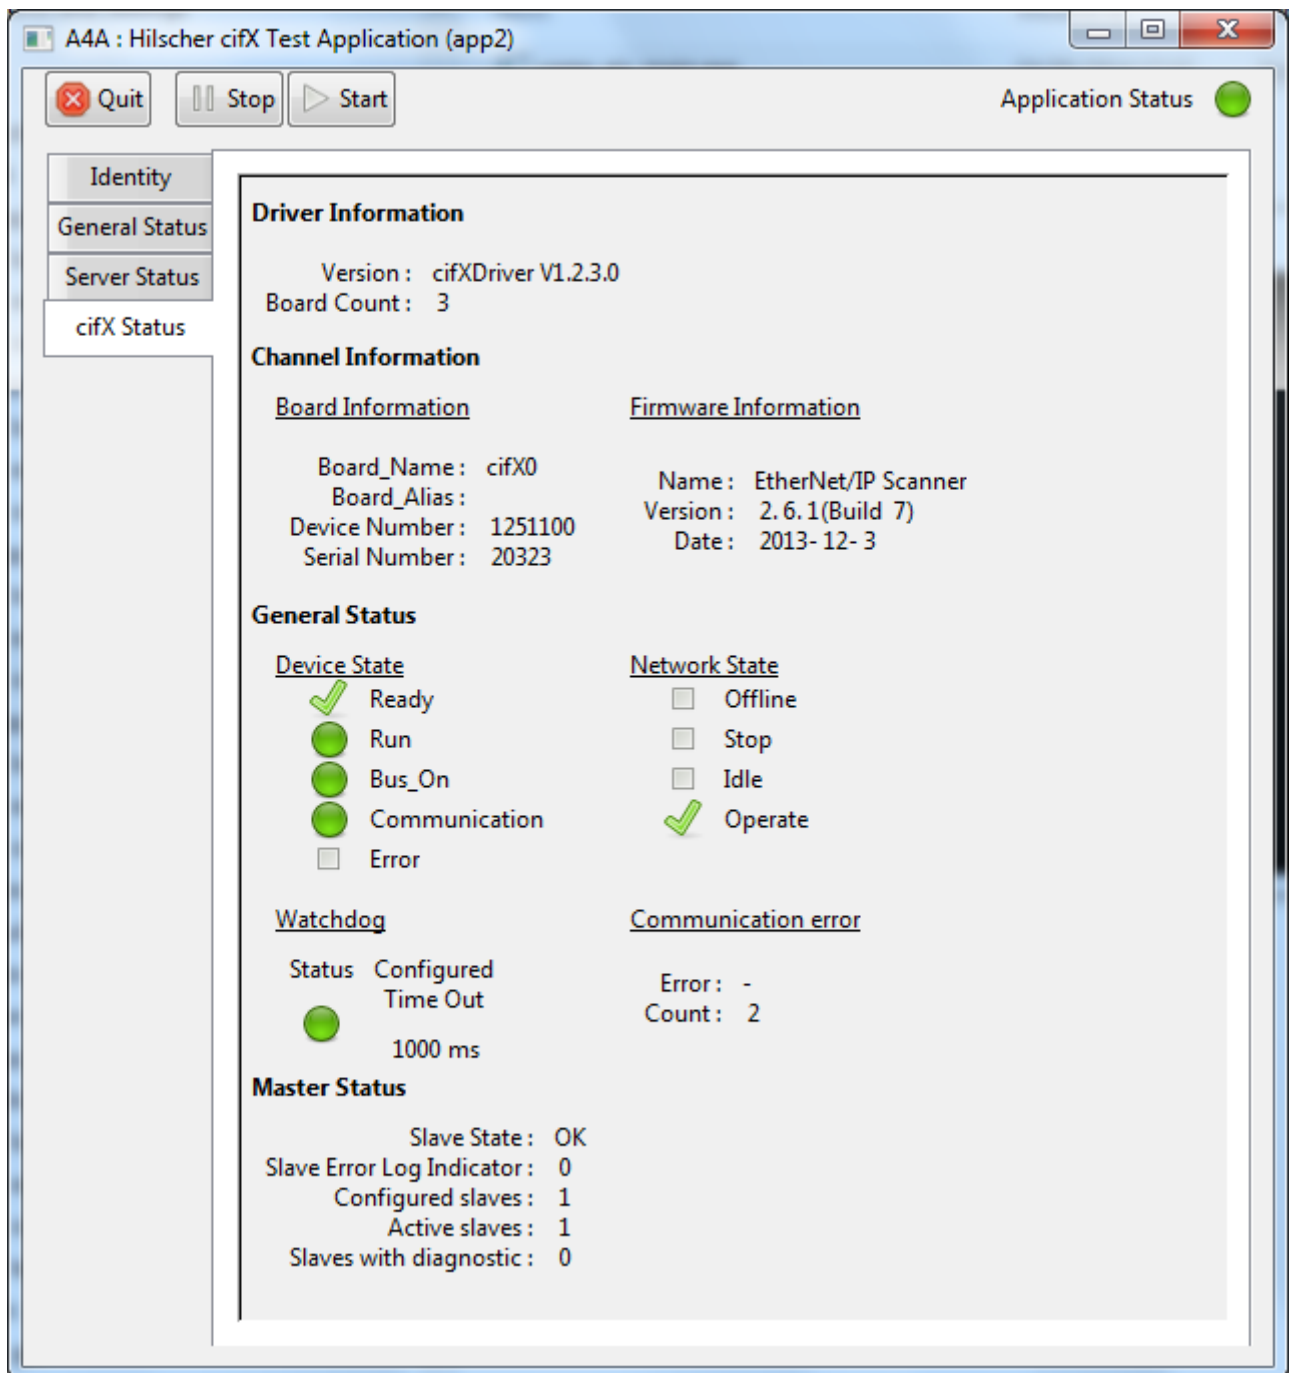 A4A : Hilscher cifX Test Application (app2)
Quit Stop Start Application Status
Identity
General Status
Server Status
cifX Status
Driver Information
Version : cifXDriver V1.2.3.0
Board Count : 3
Channel Information
Board Information Firmware Information
Board_Name : cifX0
Board_Alias :
Device Number : 1251100
Serial Number : 20323
Name : EtherNet/IP Scanner
Version : 2. 6. 1(Build 7)
Date : 2013- 12- 3
General Status
Device State Network State
Ready Offline
Run Stop
Bus_On Idle
Communication Operate
Error
Watchdog Communication error
Status Configured
Time Out
1000 ms
Error : -
Count : 2
Master Status
Slave State : OK
Slave Error Log Indicator : 0
Configured slaves : 1
Active slaves : 1
Slaves with diagnostic : 0